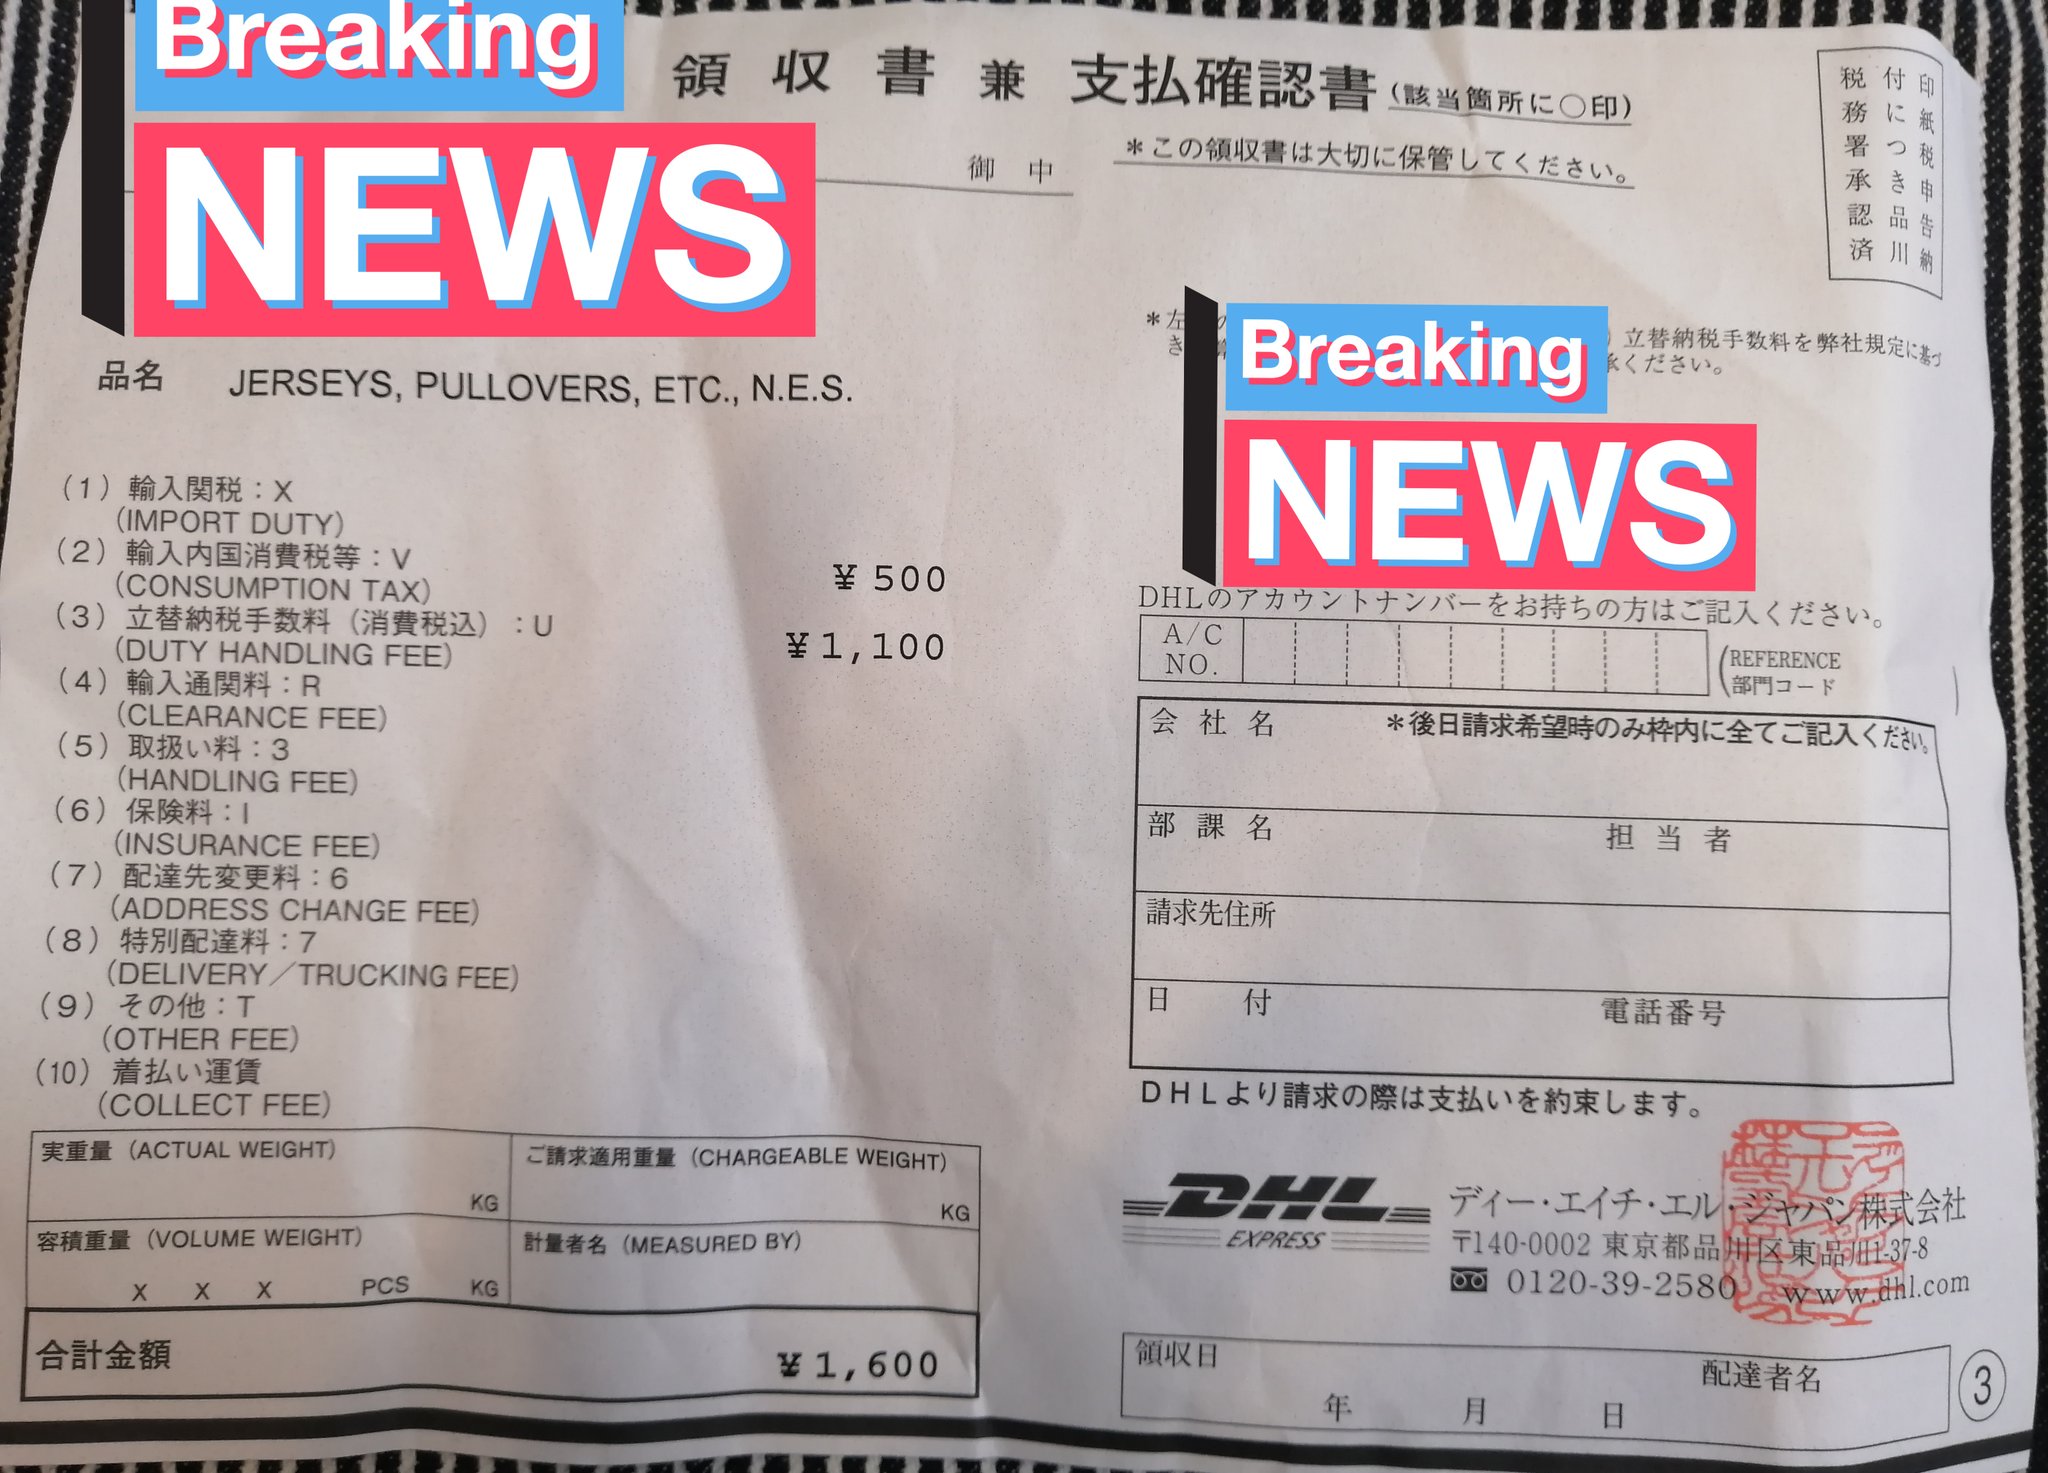 Breaking
NEWS
領収書 兼 支払確認書 (該当箇所に○印)
御中
*この領収書は大切に保管してください。
印紙税申告納
付につき品川
税務署承認済
*左
き
立替納税手数料を弊社規定に基づ
ください。
Breaking
NEWS
品名 JERSEYS, PULLOVERS, ETC., N.E.S.
(1) 輸入関税:X
(IMPORT DUTY)
(2) 輸入内国消費税等:V
(CONSUMPTION TAX) ¥ 500
(3) 立替納税手数料 (消費税込) :U
(DUTY HANDLING FEE) ¥1,100
(4) 輸入通関料:R
(CLEARANCE FEE)
(5) 取扱い料:3
(HANDLING FEE)
(6) 保険料:I
(INSURANCE FEE)
(7) 配達先変更料:6
(ADDRESS CHANGE FEE)
(8) 特別配達料:7
(DELIVERY/TRUCKING FEE)
(9) その他:T
(OTHER FEE)
(10) 着払い運賃
(COLLECT FEE)
実重量 (ACTUAL WEIGHT)
KG
ご請求適用重量 (CHARGEABLE WEIGHT)
KG
容積重量 (VOLUME WEIGHT)
X X X PCS KG
計量者名 (MEASURED BY)
合計金額 ¥1,600
DHLのアカウントナンバーをお持ちの方はご記入ください。
A/C
NO.
(REFERENCE
部門コード
会社名 *後日請求希望時のみ枠内に全てご記入ください。
部課名 担当者
請求先住所
日付 電話番号
DHLより請求の際は支払いを約束します。
DHL
EXPRESS
ディー・エイチ・エル・ジャパン株式会社
〒140-0002 東京都品川区東品川1-37-8
0120-39-2580 www.dhl.com
領収日 配達者名
年 月 日
③